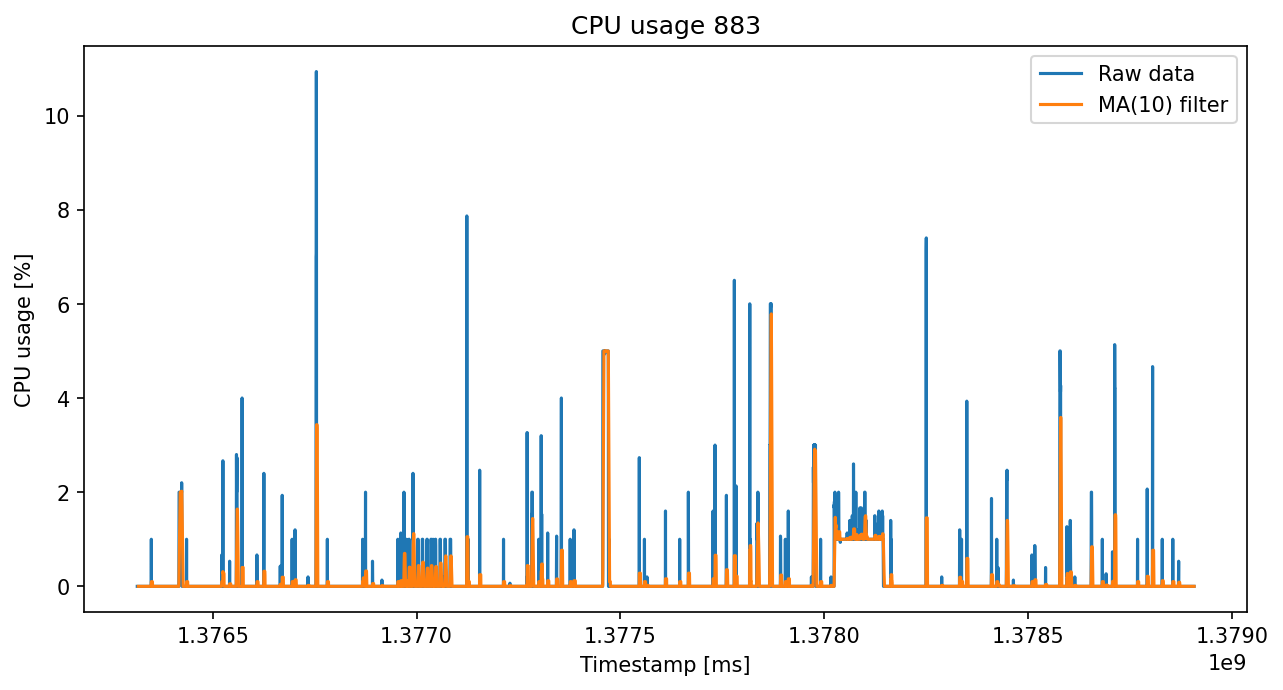 CPU usage 883
Raw data
MA(10) filter
CPU usage [%]
10
8
6
4
2
0
1.3765 1.3770 1.3775 1.3780 1.3785 1.3790
1e9
Timestamp [ms]